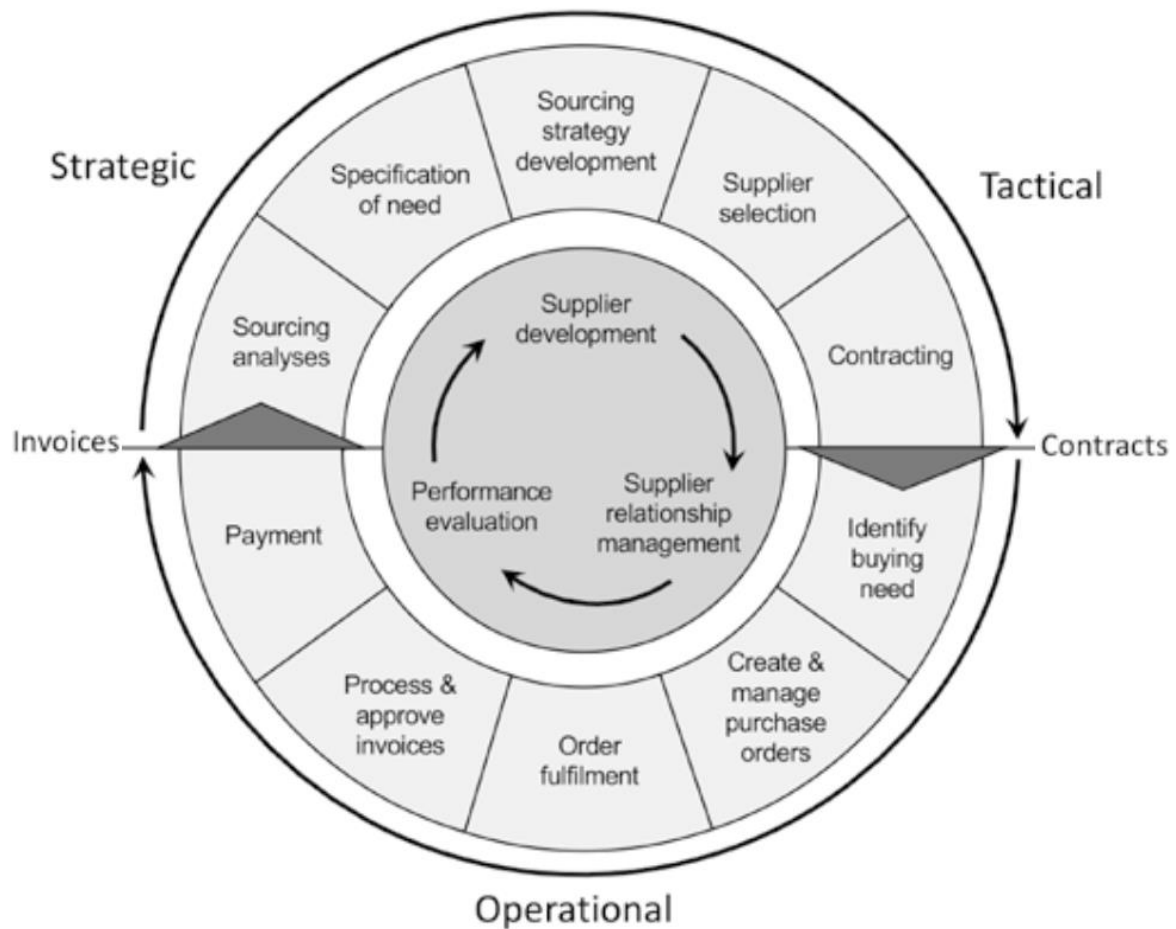 Strategic
Tactical
Sourcing
strategy
development
Specification
of need
Supplier
selection
Sourcing
analyses
Contracting
Supplier
development
Invoices
Contracts
Performance
evaluation
Supplier
relationship
management
Payment
Identify
buying
need
Process &
approve
invoices
Order
fulfilment
Create &
manage
purchase
orders
Operational